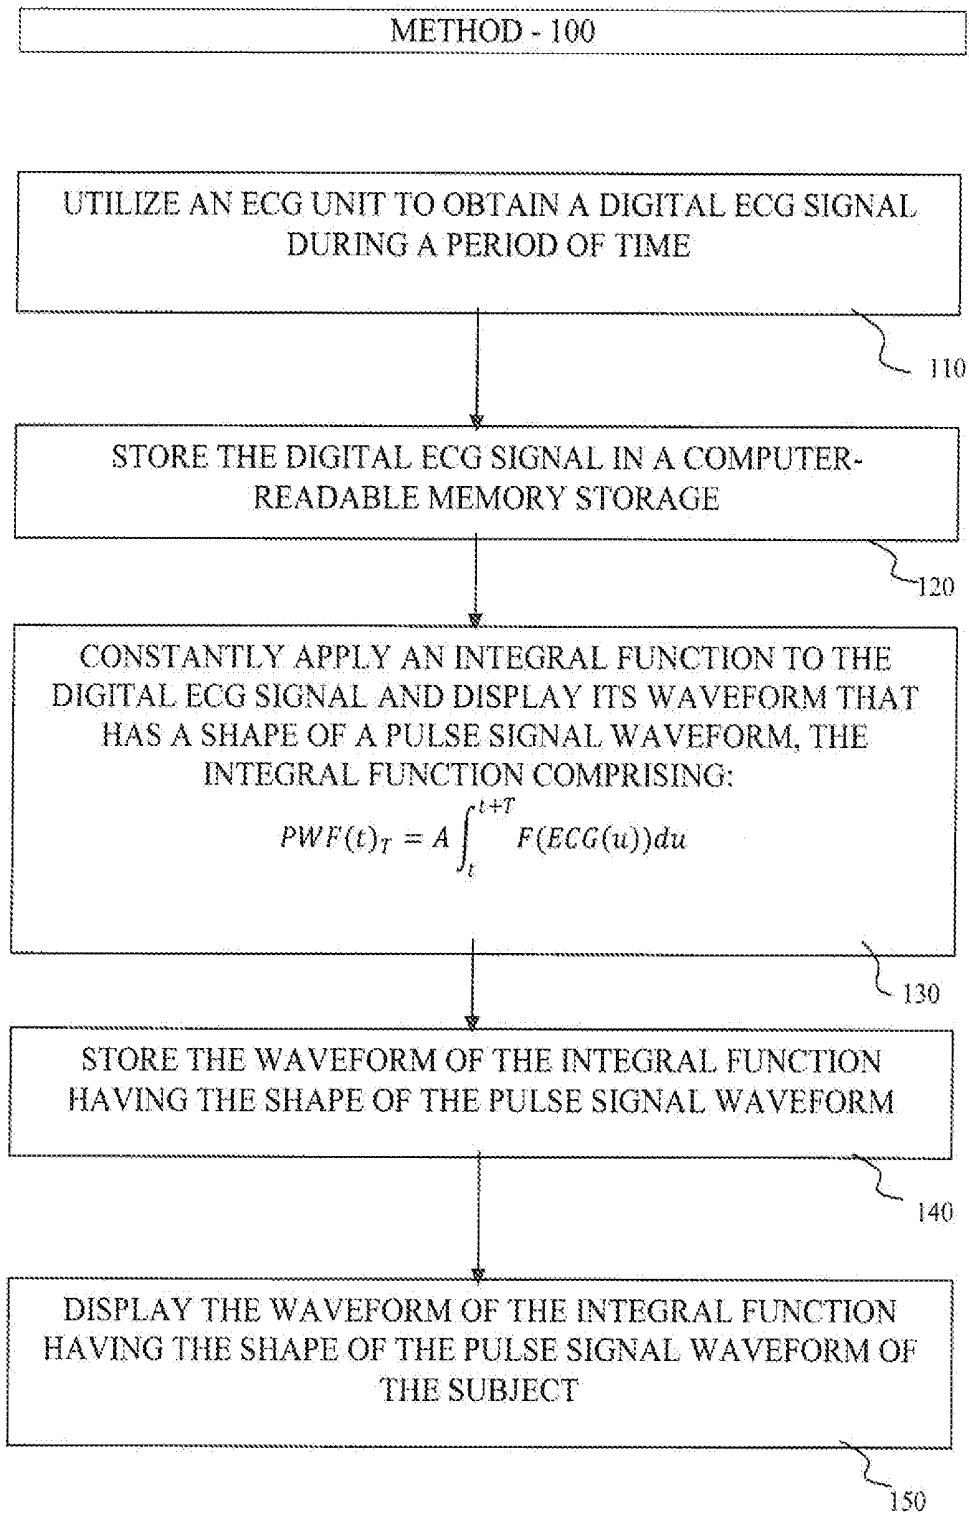 METHOD - 100
UTILIZE AN ECG UNIT TO OBTAIN A DIGITAL ECG SIGNAL
DURING A PERIOD OF TIME
110
STORE THE DIGITAL ECG SIGNAL IN A COMPUTER-
READABLE MEMORY STORAGE
120
CONSTANTLY APPLY AN INTEGRAL FUNCTION TO THE
DIGITAL ECG SIGNAL AND DISPLAY ITS WAVEFORM THAT
HAS A SHAPE OF A PULSE SIGNAL WAVEFORM, THE
INTEGRAL FUNCTION COMPRISING:
PWF(t)_T = A ∫_t^{t+T} F(ECG(u))du
130
STORE THE WAVEFORM OF THE INTEGRAL FUNCTION
HAVING THE SHAPE OF THE PULSE SIGNAL WAVEFORM
140
DISPLAY THE WAVEFORM OF THE INTEGRAL FUNCTION
HAVING THE SHAPE OF THE PULSE SIGNAL WAVEFORM OF
THE SUBJECT
150